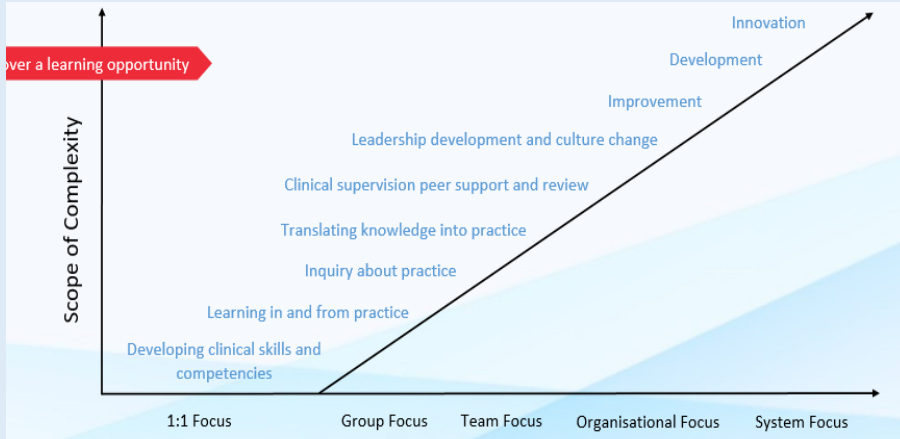 Innovation
Development
over a learning opportunity
Improvement
Leadership development and culture change
Clinical supervision peer support and review
Translating knowledge into practice
Inquiry about practice
Learning in and from practice
Developing clinical skills and
competencies
Scope of Complexity
1:1 Focus
Group Focus
Team Focus
Organisational Focus
System Focus